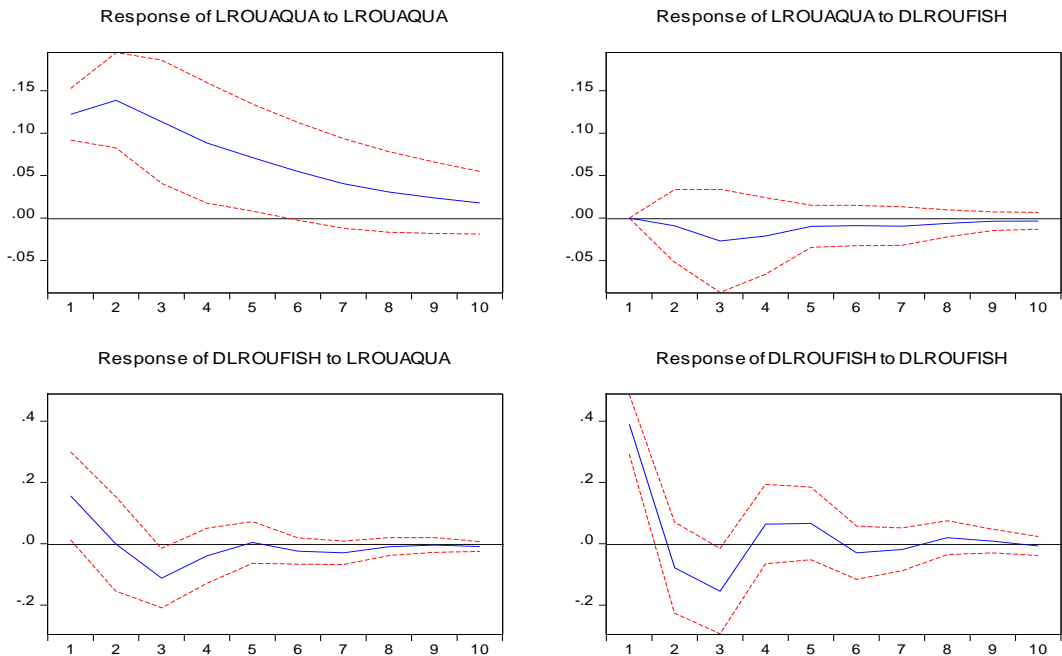 Response of LROUAQUA to LROUAQUA
.15
.10
.05
.00
-.05
1 2 3 4 5 6 7 8 9 10
Response of LROUAQUA to DLROUFISH
.15
.10
.05
.00
-.05
1 2 3 4 5 6 7 8 9 10
Response of DLROUFISH to LROUAQUA
.4
.2
.0
-.2
1 2 3 4 5 6 7 8 9 10
Response of DLROUFISH to DLROUFISH
.4
.2
.0
-.2
1 2 3 4 5 6 7 8 9 10